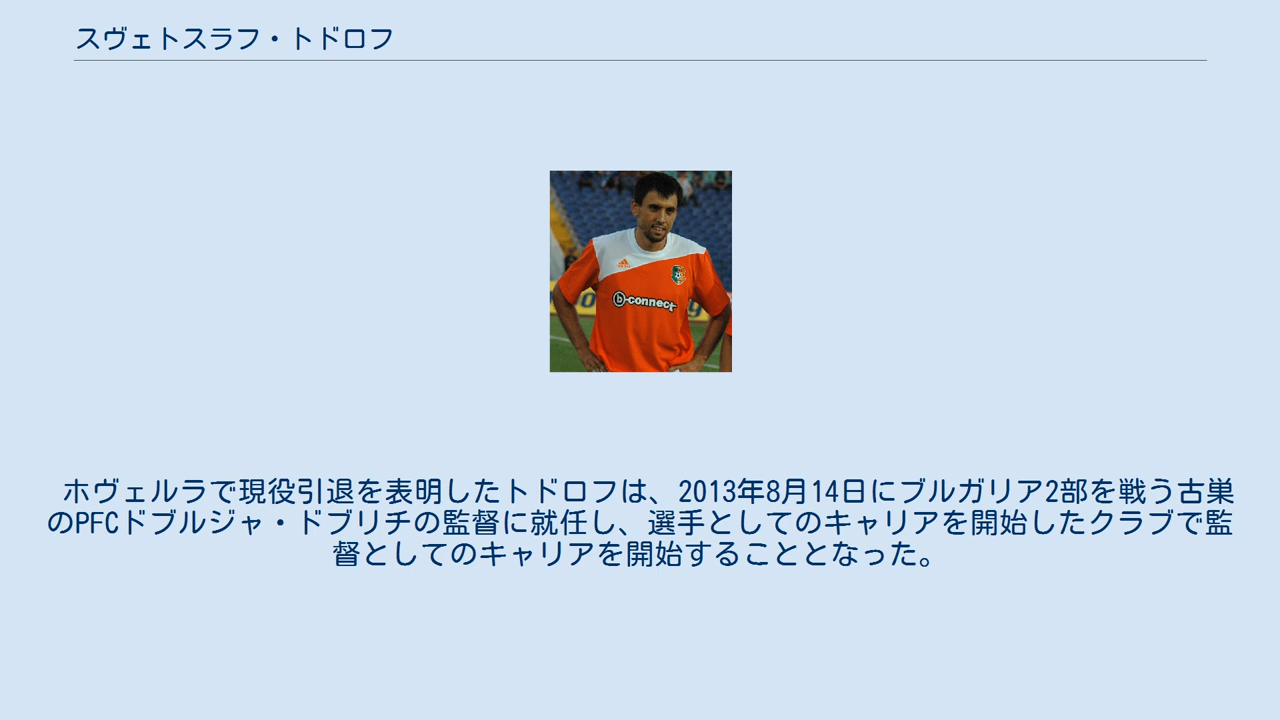 スヴェトスラフ・トドロフ
b-connect
ホヴェルラで現役引退を表明したトドロフは、2013年8月14日にブルガリア2部を戦う古巣
のPFCドブルジャ・ドブリチの監督に就任し、選手としてのキャリアを開始したクラブで監
督としてのキャリアを開始することとなった。